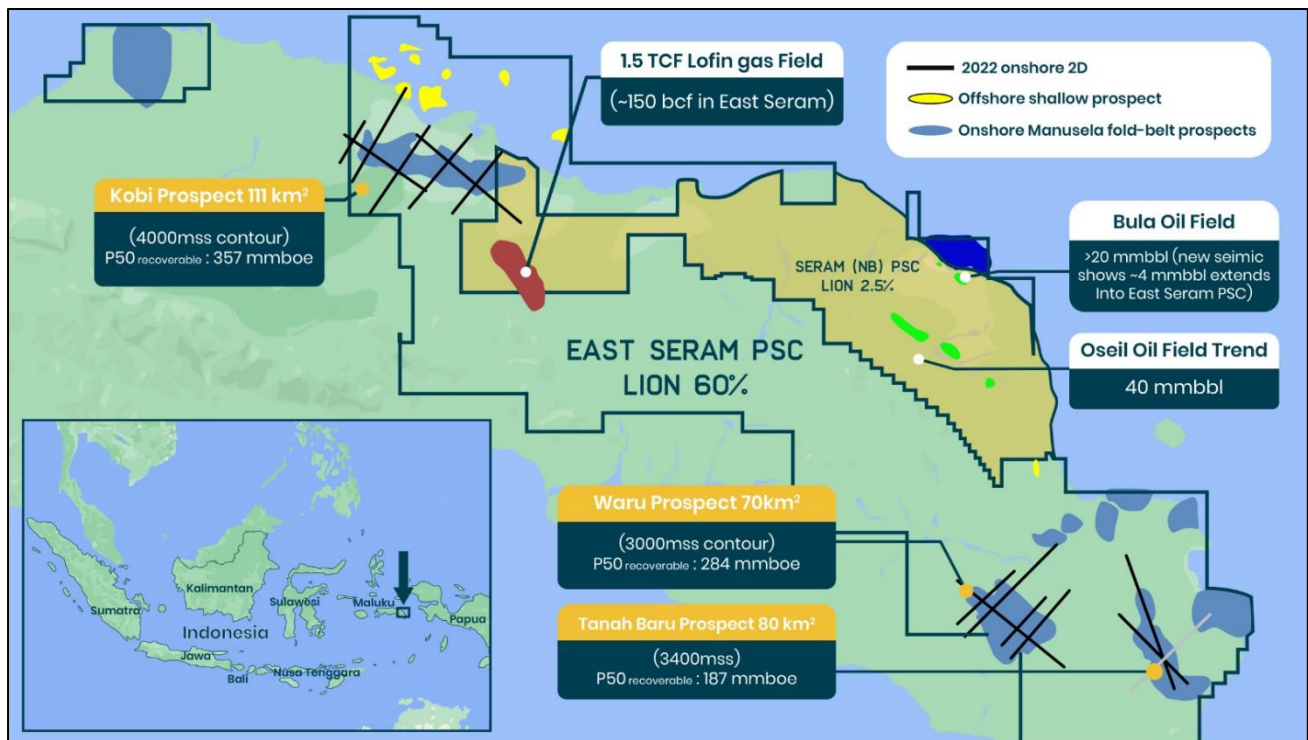 1.5 TCF Lofin gas Field
(~150 bcf in East Seram)
2022 onshore 2D
Offshore shallow prospect
Onshore Manusela fold-belt prospects
Kobi Prospect 111 km²
(4000mss contour)
P50 recoverable : 357 mmboe
Bula Oil Field
>20 mmbbl (new seimic
shows ~4 mmbbl extends
Into East Seram PSC)
SERAM (NB) PSC
LION 2.5%
Oseil Oil Field Trend
40 mmbbl
EAST SERAM PSC
LION 60%
Waru Prospect 70km²
(3000mss contour)
P50 recoverable : 284 mmboe
Tanah Baru Prospect 80 km²
(3400mss)
P50 recoverable : 187 mmboe
Sumatra
Kalimantan
Sulawesi
Maluku
Papua
Indonesia
Jawa
Bali
Nusa Tenggara